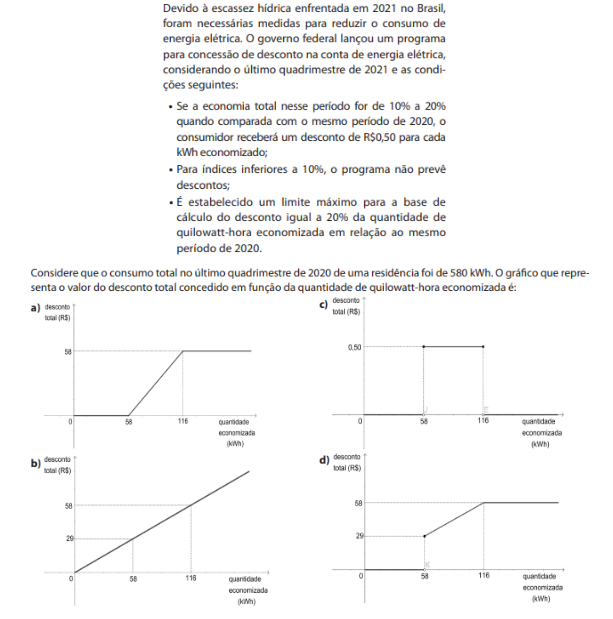 Devido à escassez hídrica enfrentada em 2021 no Brasil,
foram necessárias medidas para reduzir o consumo de
energia elétrica. O governo federal lançou um programa
para concessão de desconto na conta de energia elétrica,
considerando o último quadrimestre de 2021 e as condi-
ções seguintes:
• Se a economia total nesse período for de 10% a 20%
quando comparada com o mesmo período de 2020, o
consumidor receberá um desconto de R$0,50 para cada
kWh economizado;
• Para índices inferiores a 10%, o programa não prevê
descontos;
• É estabelecido um limite máximo para a base de
cálculo do desconto igual a 20% da quantidade de
quilowatt-hora economizada em relação ao mesmo
período de 2020.
Considere que o consumo total no último quadrimestre de 2020 de uma residência foi de 580 kWh. O gráfico que repre-
senta o valor do desconto total concedido em função da quantidade de quilowatt-hora economizada é:
a) desconto
total (R$)
58
0 58 116 quantidade
economizada
(kWh)
b) desconto
total (R$)
58
29
0 58 116 quantidade
economizada
(kWh)
c) desconto
total (R$)
0,50
0 58 116 quantidade
economizada
(kWh)
d) desconto
total (R$)
58
29
0 58 116 quantidade
economizada
(kWh)